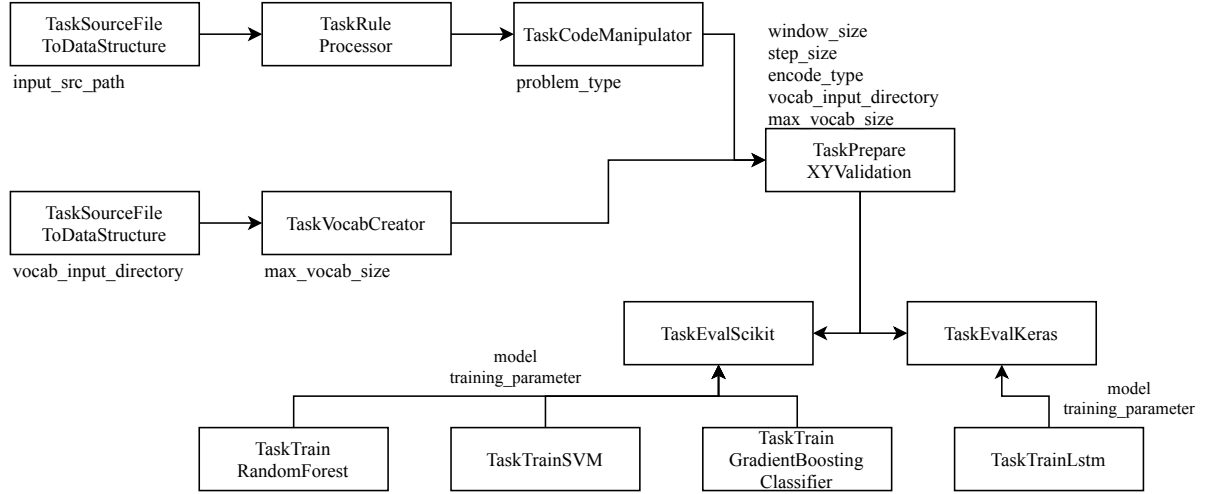 TaskSourceFile
ToDataStructure
input_src_path
TaskRule
Processor
TaskCodeManipulator
problem_type
window_size
step_size
encode_type
vocab_input_directory
max_vocab_size
TaskPrepare
XYValidation
TaskSourceFile
ToDataStructure
vocab_input_directory
TaskVocabCreator
max_vocab_size
TaskEvalScikit
TaskEvalKeras
model
training_parameter
model
training_parameter
TaskTrain
RandomForest
TaskTrainSVM
TaskTrain
GradientBoosting
Classifier
TaskTrainLstm